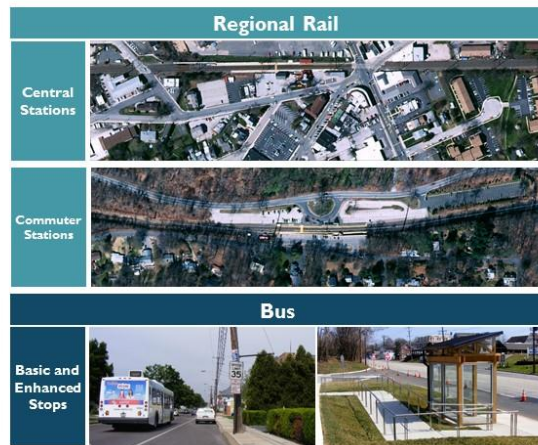 Regional Rail
Central
Stations
Commuter
Stations
Bus
Basic and
Enhanced
Stops
35